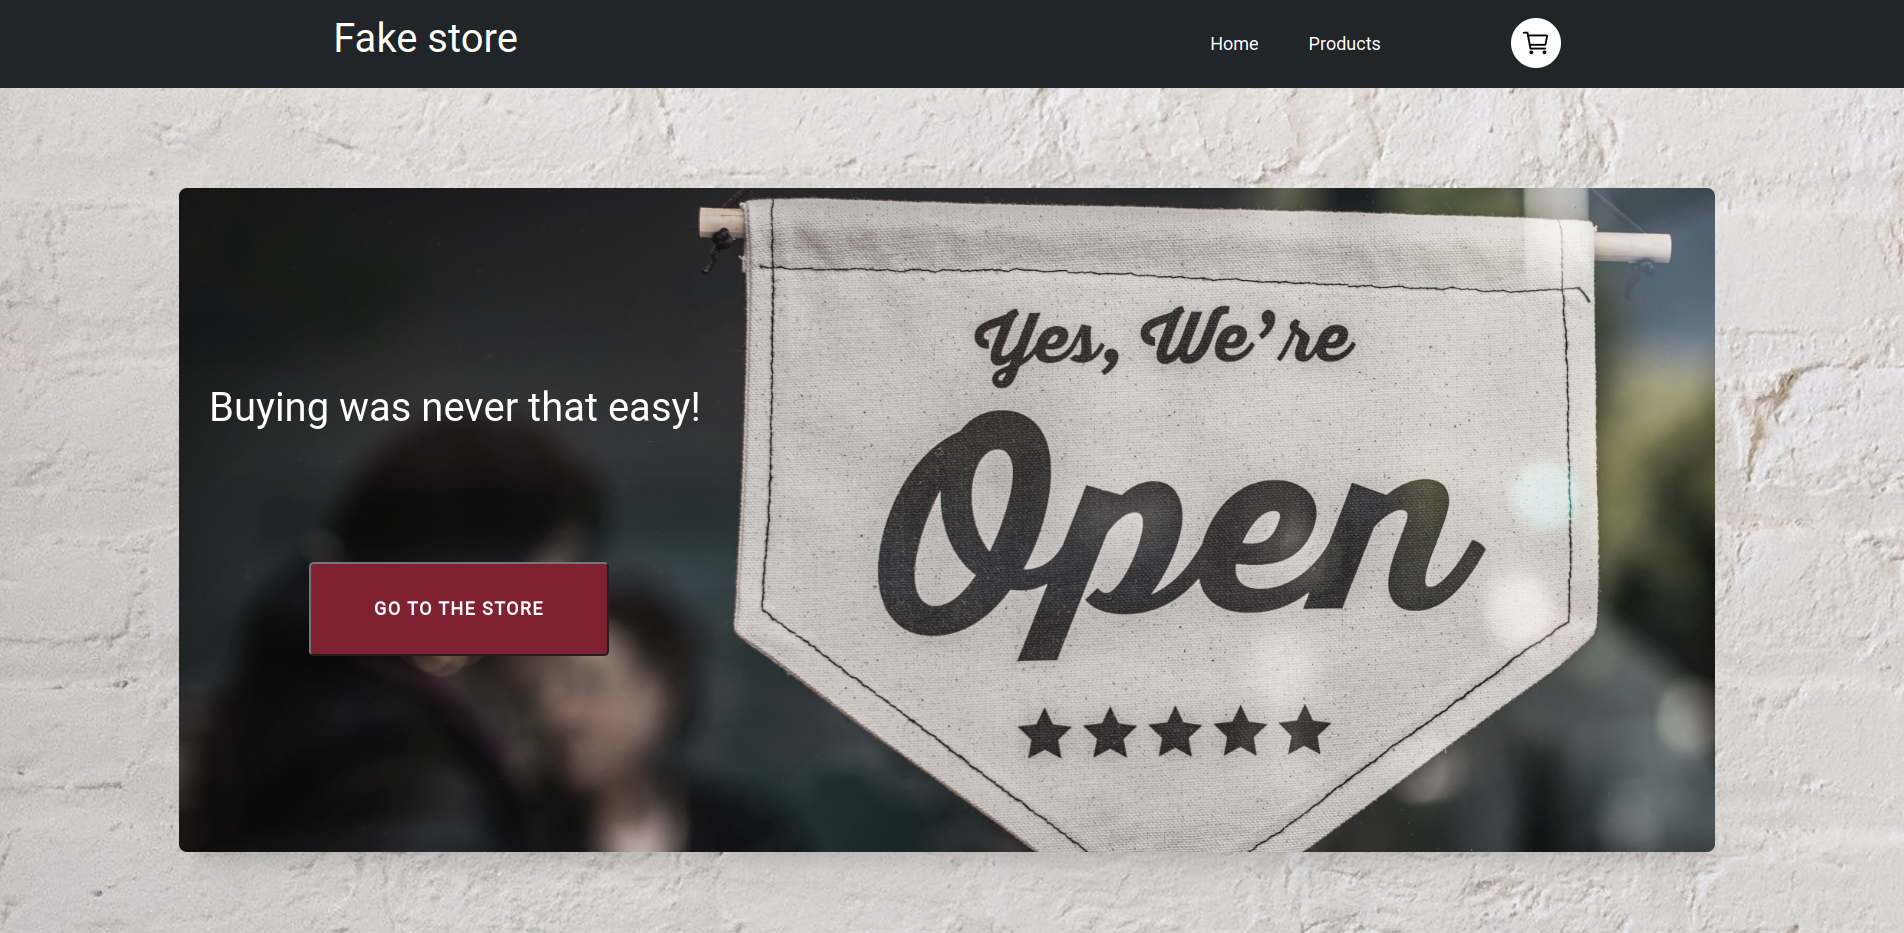 Fake store
Home
Products
Buying was never that easy!
GO TO THE STORE
Yes, We're
Open